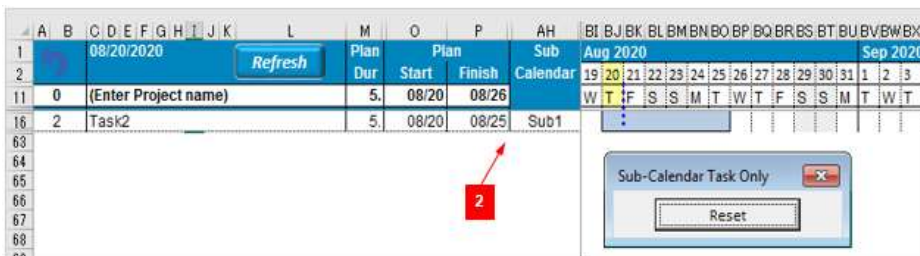 A B C D E F G H I J K L M O P AH BI BJ BK BL BM BN BO BP BQ BR BS BT BU BV BW BX
1 08/20/2020 Refresh Plan Plan Sub Aug 2020 Sep 2020
2 Dur Start Finish Calendar 19 20 21 22 23 24 25 26 27 28 29 30 31 1 2 3
11 0 (Enter Project name) 5. 08/20 08/26 W T F S S M T W T F S S M T W T
16 2 Task2 5. 08/20 08/25 Sub1
63
64
65 Sub-Calendar Task Only
66 2
67 Reset
68